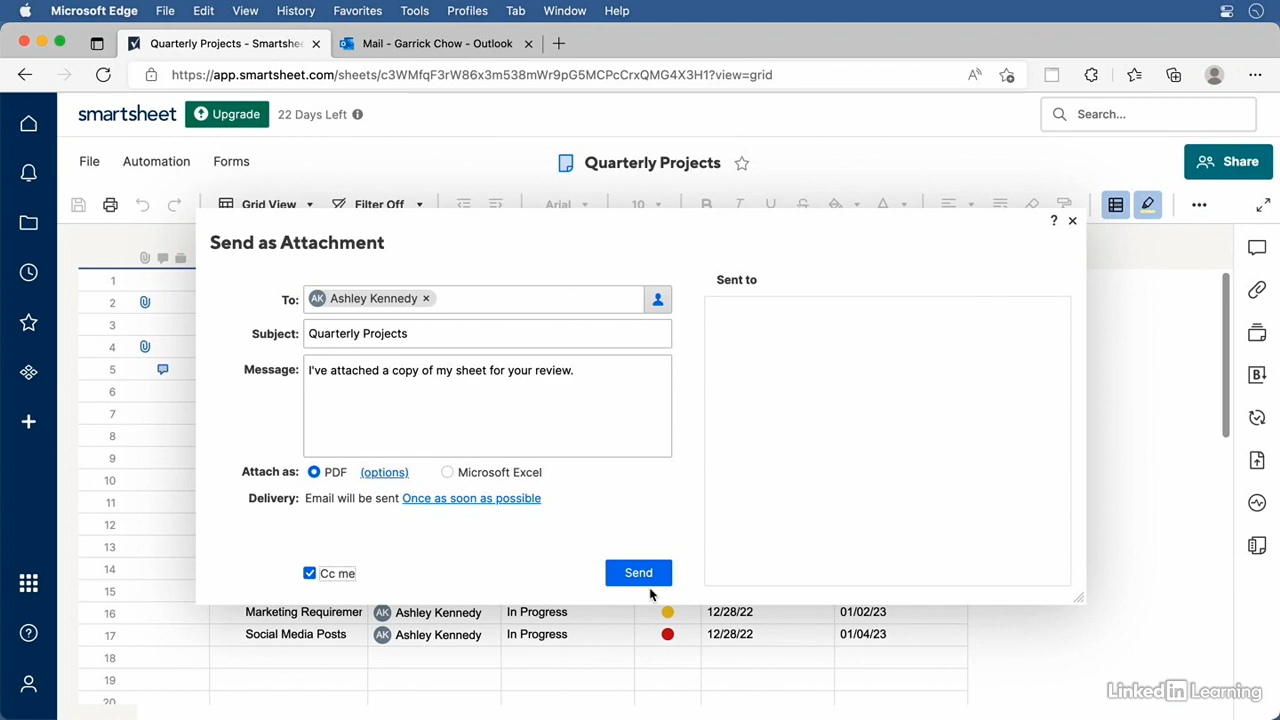 Microsoft Edge File Edit View History Favorites Tools Profiles Tab Window Help
Quarterly Projects - Smartshe Mail - Garrick Chow - Outlook
https://app.smartsheet.com/sheets/c3WMfqF3rW86x3m538mWr9pG5MCPcCrxQMG4X3H1?view=grid
smartsheet Upgrade 22 Days Left Search...
File Automation Forms Quarterly Projects Share
Grid View Filter Off Arial 10 B I U S A
Send as Attachment ?
Sent to
1
To: AK Ashley Kennedy
2
3
Subject: Quarterly Projects
4
5
Message: I've attached a copy of my sheet for your review.
6
7
8
9
Attach as: PDF (options) Microsoft Excel
10
Delivery: Email will be sent Once as soon as possible
11
12
13
14
Cc me Send
15
16 Marketing Requiremer AK Ashley Kennedy In Progress 12/28/22 01/02/23
17 Social Media Posts AK Ashley Kennedy In Progress 12/28/22 01/04/23
18
19
20
LinkedIn Learning